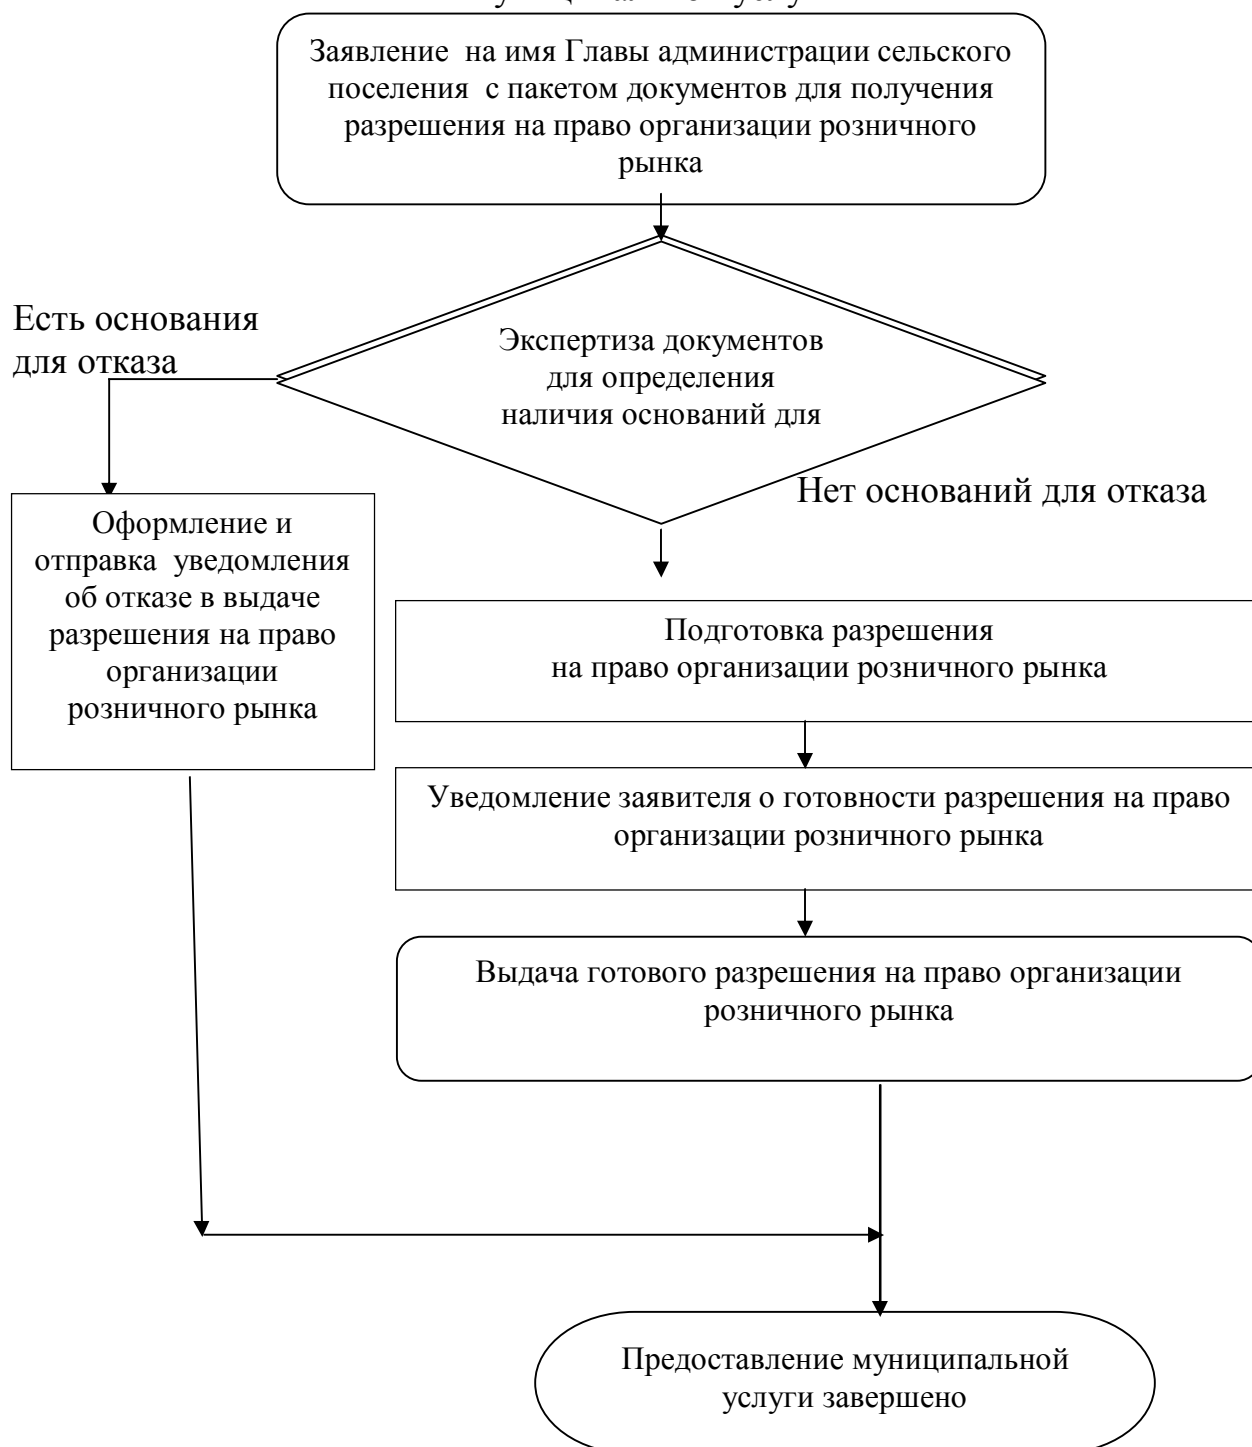 Заявление на имя Главы администрации сельского
поселения с пакетом документов для получения
разрешения на право организации розничного
рынка
Есть основания
для отказа
Экспертиза документов
для определения
наличия оснований для
Нет оснований для отказа
Оформление и
отправка уведомления
об отказе в выдаче
разрешения на право
организации
розничного рынка
Подготовка разрешения
на право организации розничного рынка
Уведомление заявителя о готовности разрешения на право
организации розничного рынка
Выдача готового разрешения на право организации
розничного рынка
Предоставление муниципальной
услуги завершено